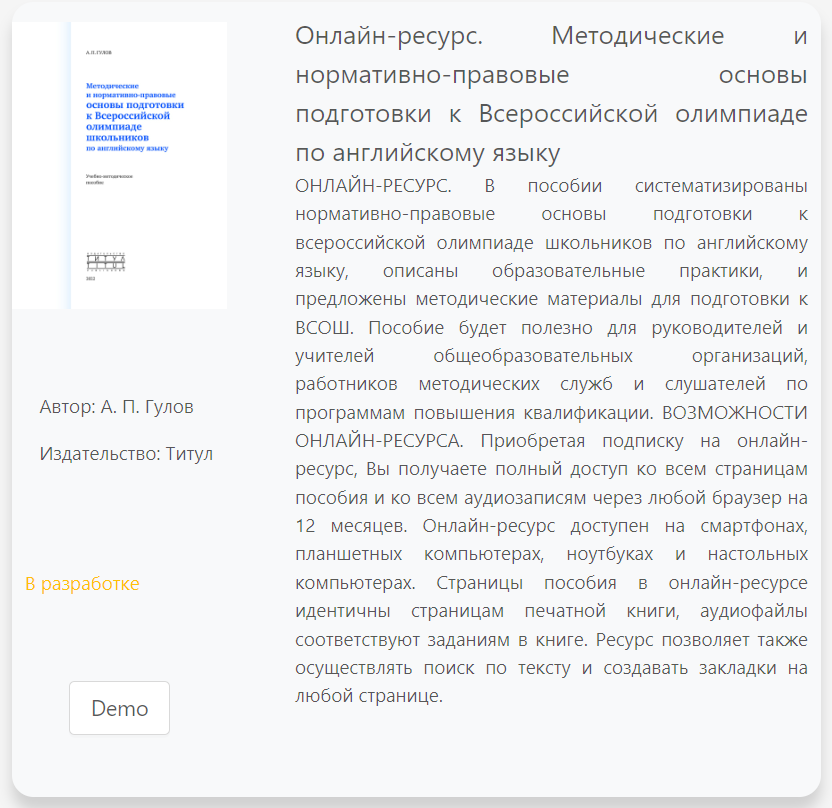 А.П.ГУЛОВ
Методические
и нормативно-правовые
основы подготовки
к Всероссийской
олимпиаде
школьников
по английскому языку
Учебно-методическое
пособие
ТИТУЛ
2022
Автор: А. П. Гулов
Издательство: Титул
В разработке
Demo
Онлайн-ресурс. Методические и
нормативно-правовые основы
подготовки к Всероссийской олимпиаде
по английскому языку
ОНЛАЙН-РЕСУРС. В пособии систематизированы
нормативно-правовые основы подготовки к
всероссийской олимпиаде школьников по английскому
языку, описаны образовательные практики, и
предложены методические материалы для подготовки к
ВСОШ. Пособие будет полезно для руководителей и
учителей общеобразовательных организаций,
работников методических служб и слушателей по
программам повышения квалификации. ВОЗМОЖНОСТИ
ОНЛАЙН-РЕСУРСА. Приобретая подписку на онлайн-
ресурс, Вы получаете полный доступ ко всем страницам
пособия и ко всем аудиозаписям через любой браузер на
12 месяцев. Онлайн-ресурс доступен на смартфонах,
планшетных компьютерах, ноутбуках и настольных
компьютерах. Страницы пособия в онлайн-ресурсе
идентичны страницам печатной книги, аудиофайлы
соответствуют заданиям в книге. Ресурс позволяет также
осуществлять поиск по тексту и создавать закладки на
любой странице.